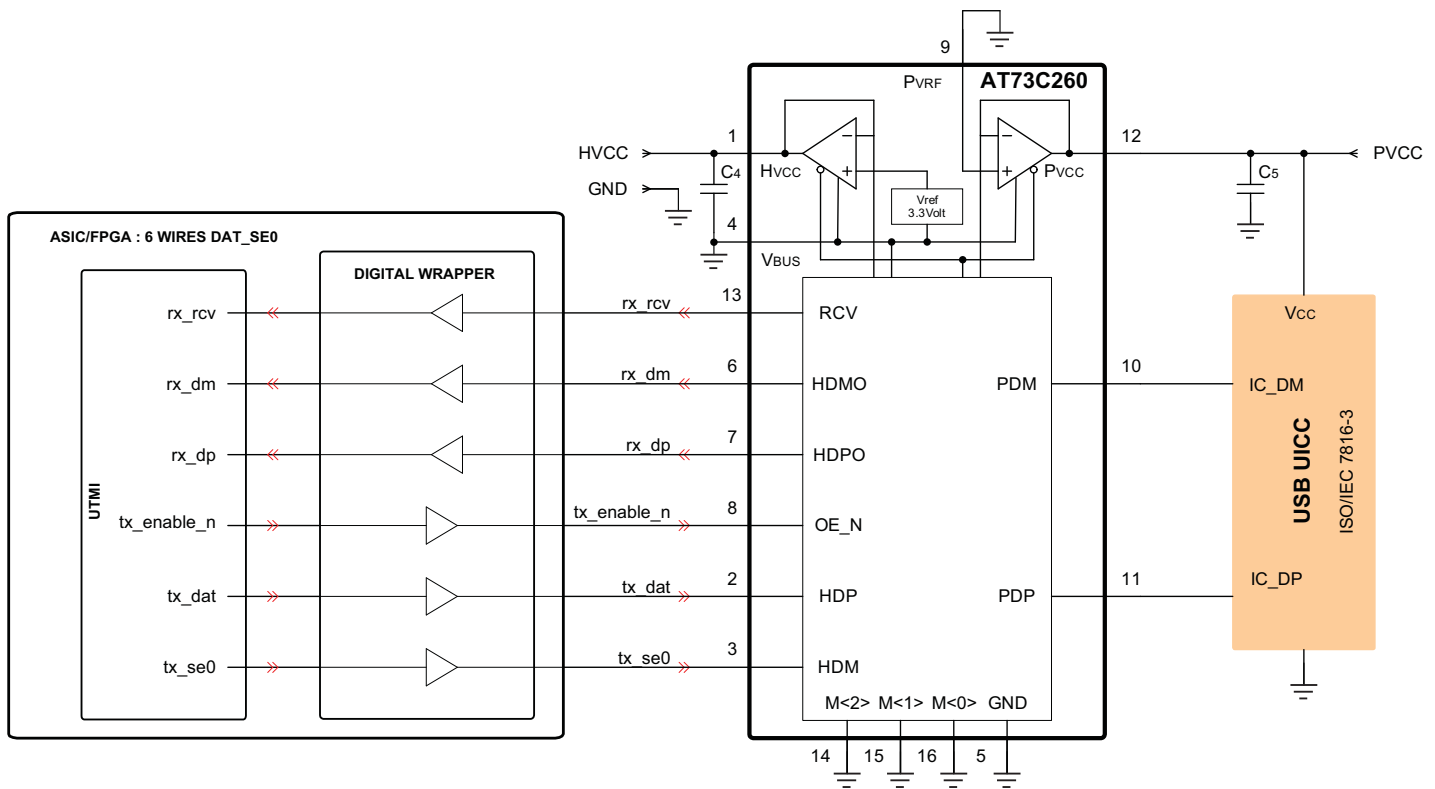 9
PVRF
AT73C260
1
12
HVCC
PVCC
C4
HVCC
PVCC
C5
GND
Vref
3.3Volt
4
VBUS
ASIC/FPGA : 6 WIRES DAT_SE0
DIGITAL WRAPPER
rx_rcv
rx_rcv
13
RCV
VCC
rx_dm
rx_dm
6
HDMO
PDM
10
IC_DM
rx_dp
rx_dp
7
HDPO
UTMI
USB UICC
ISO/IEC 7816-3
tx_enable_n
tx_enable_n
8
OE_N
tx_dat
tx_dat
2
HDP
PDP
11
IC_DP
tx_se0
tx_se0
3
HDM
M<2> M<1> M<0> GND
14 15 16 5